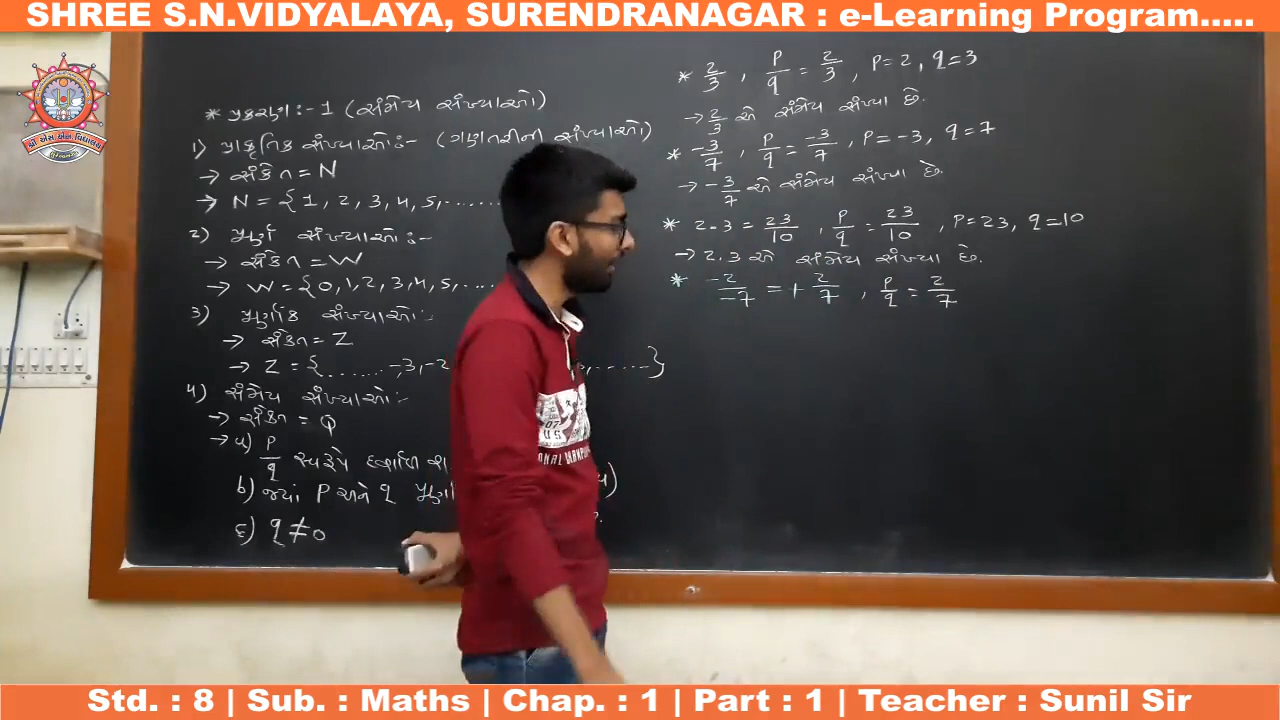 SHREE S.N.VIDYALAYA, SURENDRANAGAR : e-Learning Program.....
* પ્રકરણ :- 1 (સંમેય સંખ્યાઓ)
1) પ્રાકૃતિક સંખ્યાઓ :- (ગણતરીની સંખ્યાઓ)
→ સંકેત = N
→ N = { 1, 2, 3, 4, 5, ......
2) પૂર્ણ સંખ્યાઓ :-
→ સંકેત = W
→ W = { 0, 1, 2, 3, 4, 5, ....
3) પૂર્ણાંક સંખ્યાઓ :-
→ સંકેત = Z
→ Z = { ....... -3, -2 ...... }
4) સંમેય સંખ્યાઓ :-
→ સંકેત = Q
→ a) p/q સ્વરૂપે દર્શાવી
b) જ્યાં P અને q
c) q ≠ 0
* 2/3 , P/q = 2/3 , P = 2 , q = 3
→ 2/3 એ સંમેય સંખ્યા છે.
* -3/7 , P/q = -3/7 , P = -3 , q = 7
→ -3/7 એ સંમેય સંખ્યા છે.
* 2.3 = 23/10 , P/q = 23/10 , P = 23, q = 10
→ 2.3 એ સંમેય સંખ્યા છે.
* -2/-7 = + 2/7 , P/q = 2/7
Std. : 8 | Sub. : Maths | Chap. : 1 | Part : 1 | Teacher : Sunil Sir